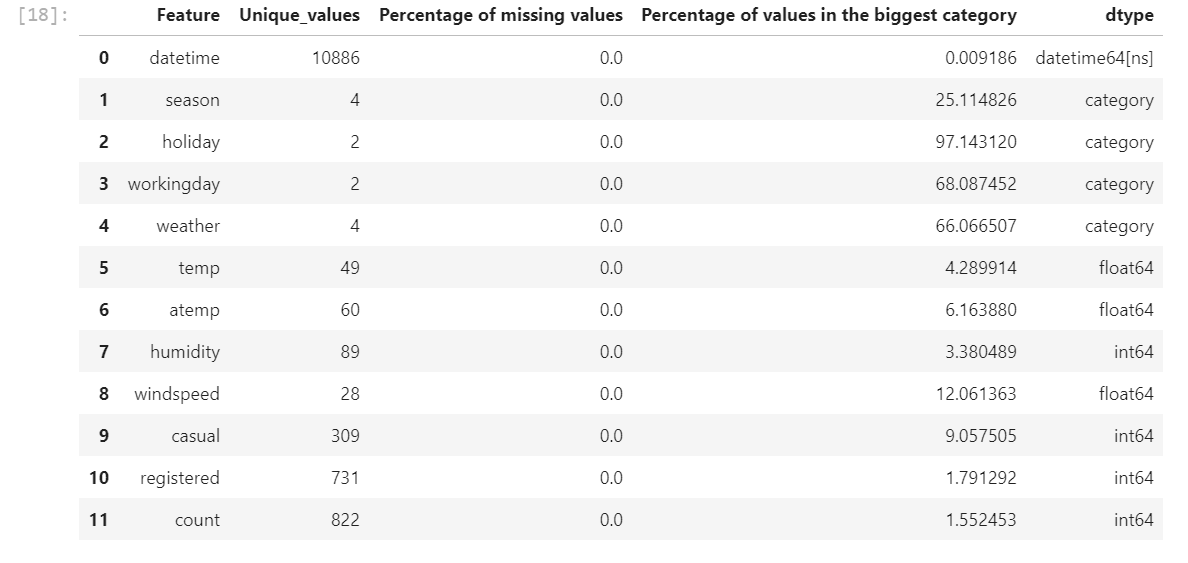 [18]: Feature Unique_values Percentage of missing values Percentage of values in the biggest category dtype
0 datetime 10886 0.0 0.009186 datetime64[ns]
1 season 4 0.0 25.114826 category
2 holiday 2 0.0 97.143120 category
3 workingday 2 0.0 68.087452 category
4 weather 4 0.0 66.066507 category
5 temp 49 0.0 4.289914 float64
6 atemp 60 0.0 6.163880 float64
7 humidity 89 0.0 3.380489 int64
8 windspeed 28 0.0 12.061363 float64
9 casual 309 0.0 9.057505 int64
10 registered 731 0.0 1.791292 int64
11 count 822 0.0 1.552453 int64